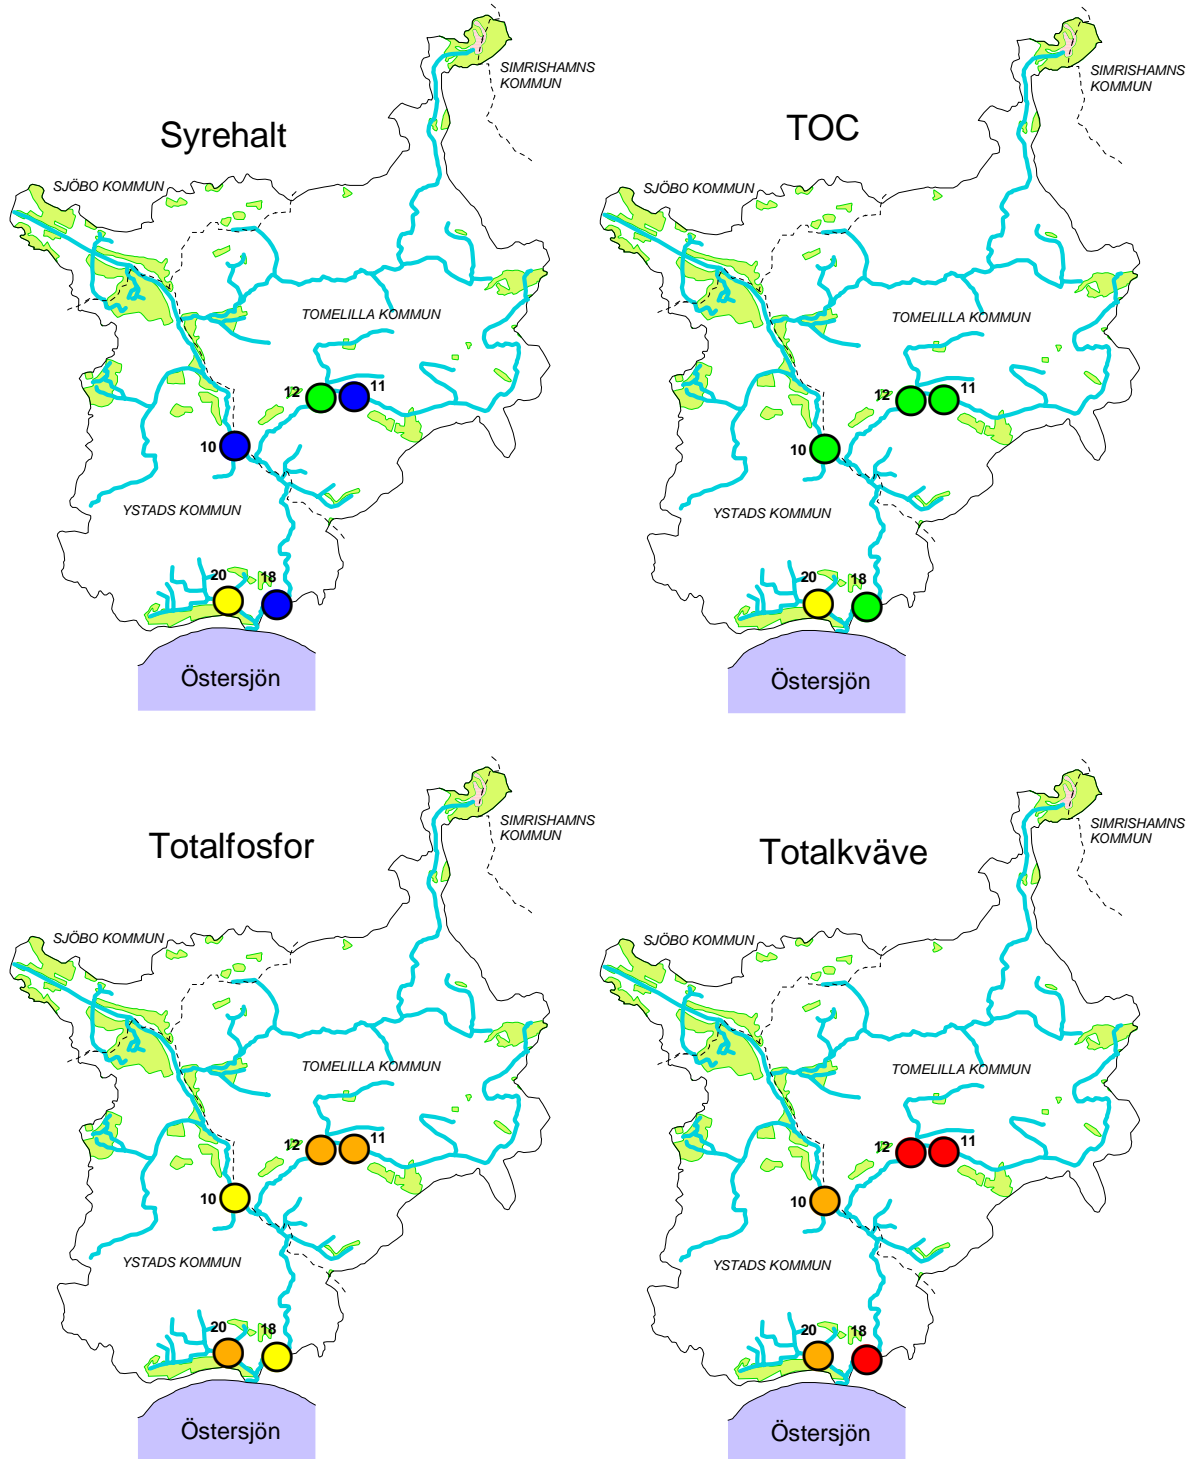 SIMRISHAMNS
KOMMUN
Syrehalt
SJÖBO KOMMUN
TOMELILLA KOMMUN
12
11
10
YSTADS KOMMUN
20
18
Östersjön
SIMRISHAMNS
KOMMUN
TOC
SJÖBO KOMMUN
TOMELILLA KOMMUN
12
11
10
YSTADS KOMMUN
20
18
Östersjön
SIMRISHAMNS
KOMMUN
Totalfosfor
SJÖBO KOMMUN
TOMELILLA KOMMUN
12
11
10
YSTADS KOMMUN
20
18
Östersjön
SIMRISHAMNS
KOMMUN
Totalkväve
SJÖBO KOMMUN
TOMELILLA KOMMUN
12
11
10
YSTADS KOMMUN
20
18
Östersjön